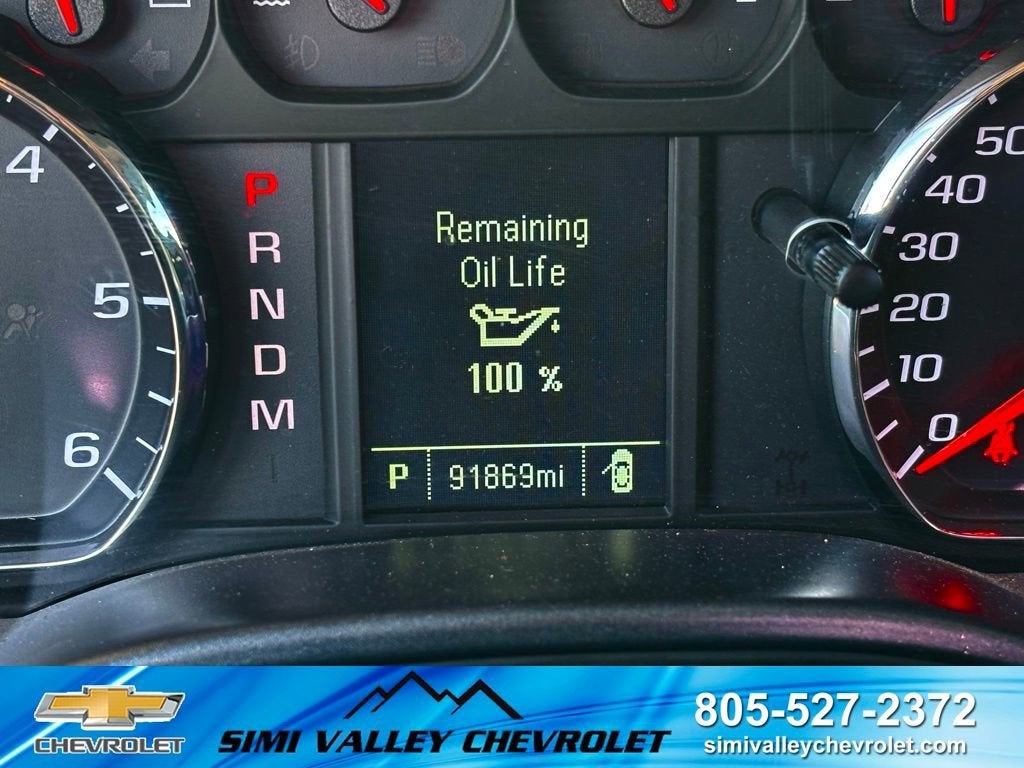 4
5
6
P
R
N
D
M
Remaining
Oil Life
100 %
P 91869mi
50
40
30
20
10
0
CHEVROLET
SIMI VALLEY CHEVROLET
805-527-2372
simivalleychevrolet.com